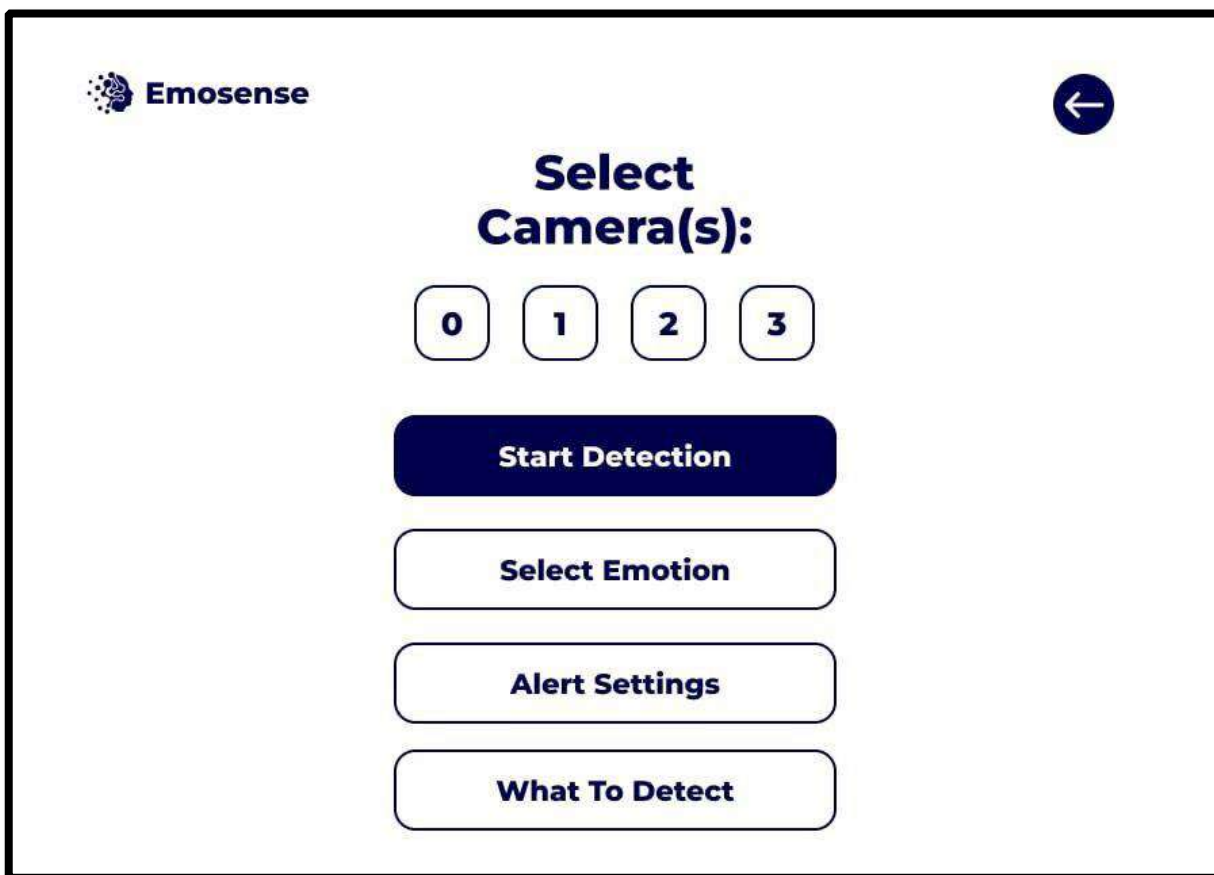 Emosense
Select
Camera(s):
0 1 2 3
Start Detection
Select Emotion
Alert Settings
What To Detect